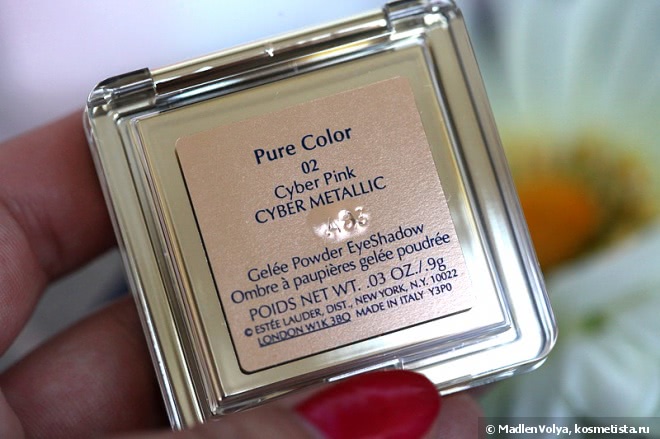 Pure Color
02
Cyber Pink
CYBER METALLIC
Gelée Powder EyeShadow
Ombre à paupières gelée poudrée
POIDS NET WT. .03 OZ./.9g
© ESTÉE LAUDER, DIST., NEW YORK, N.Y. 10022
LONDON W1K 3BQ MADE IN ITALY Y3P0
© MadlenVolya, kosmetista.ru